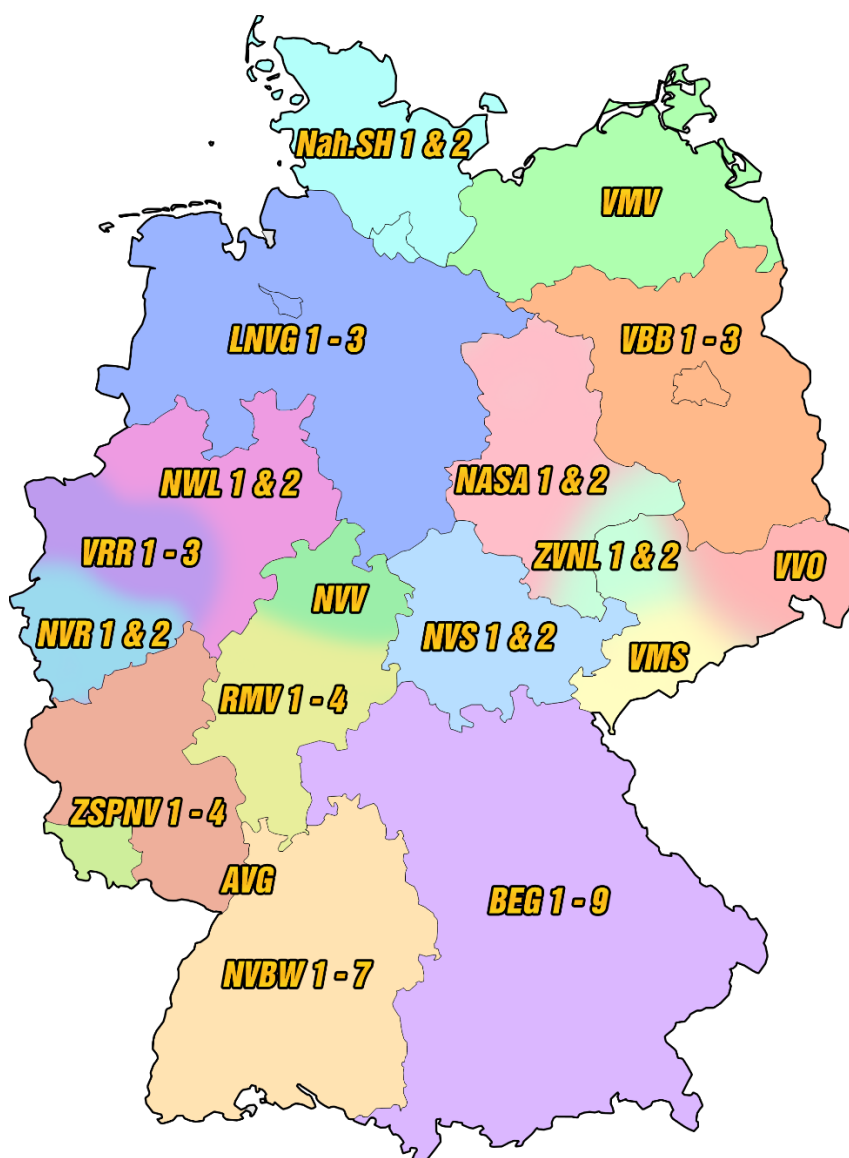 Nah.SH 1 & 2
VMV
LNVG 1 - 3
VBB 1 - 3
NWL 1 & 2
NASA 1 & 2
VRR 1 - 3
ZVNL 1 & 2
VVO
NVV
NVR 1 & 2
NVS 1 & 2
VMS
RMV 1 - 4
ZSPNV 1 - 4
AVG
BEG 1 - 9
NVBW 1 - 7